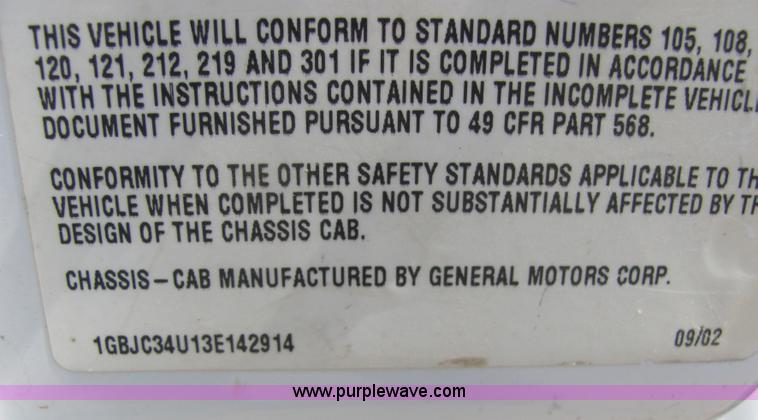 THIS VEHICLE WILL CONFORM TO STANDARD NUMBERS 105, 108,
120, 121, 212, 219 AND 301 IF IT IS COMPLETED IN ACCORDANCE
WITH THE INSTRUCTIONS CONTAINED IN THE INCOMPLETE VEHICL
DOCUMENT FURNISHED PURSUANT TO 49 CFR PART 568.
CONFORMITY TO THE OTHER SAFETY STANDARDS APPLICABLE TO TH
VEHICLE WHEN COMPLETED IS NOT SUBSTANTIALLY AFFECTED BY TH
DESIGN OF THE CHASSIS CAB.
CHASSIS-CAB MANUFACTURED BY GENERAL MOTORS CORP.
1GBJC34U13E142914 09/02
www.purplewave.com